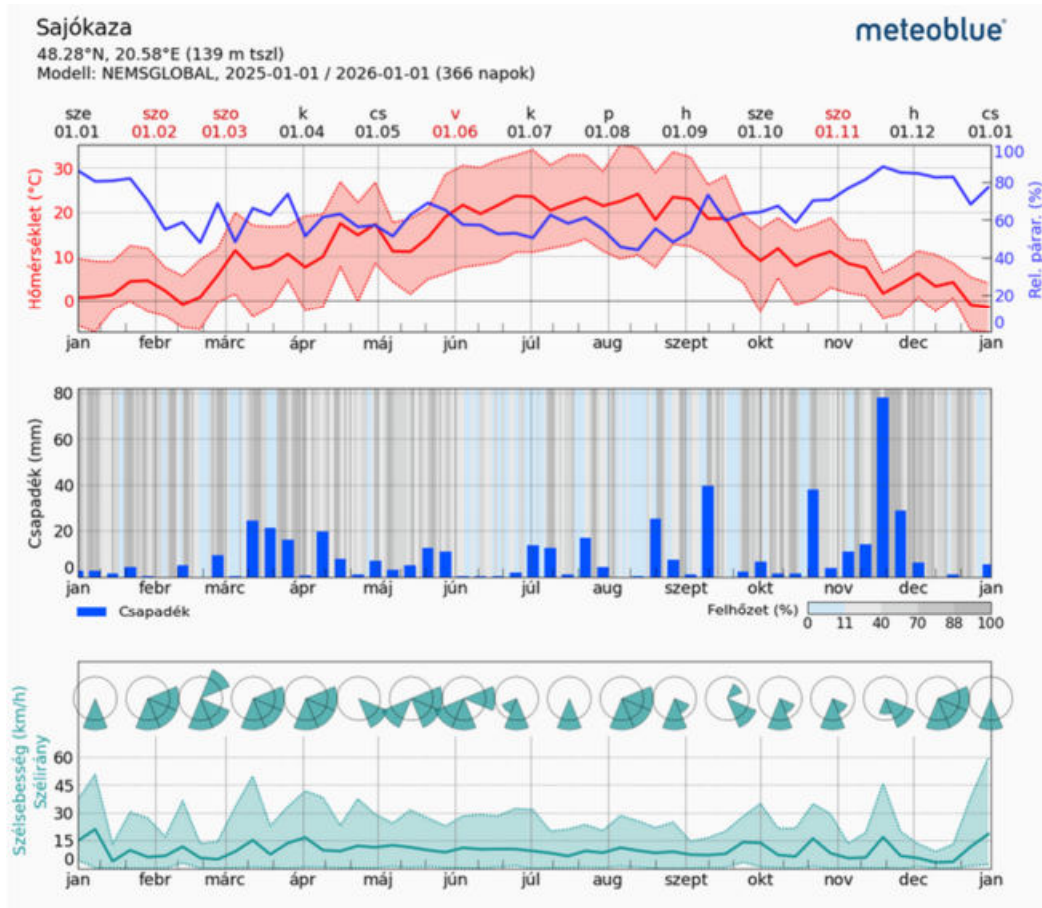 Sajókaza
meteoblue
48.28°N, 20.58°E (139 m tszl)
Modell: NEMSGLOBAL, 2025-01-01 / 2026-01-01 (366 napok)
sze szo szo k cs v k p h sze szo h cs
01.01 01.02 01.03 01.04 01.05 01.06 01.07 01.08 01.09 01.10 01.11 01.12 01.01
Hőmérséklet (°C)
30
20
10
0
100
80
60
40
20
0
Rel. párar. (%)
jan febr márc ápr máj jún júl aug szept okt nov dec jan
Csapadék (mm)
80
60
40
20
0
jan febr márc ápr máj jún júl aug szept okt nov dec jan
Csapadék
Felhőzet (%)
0 11 40 70 88 100
Szélsebesség (km/h)
Szélirány
60
45
30
15
0
jan febr márc ápr máj jún júl aug szept okt nov dec jan